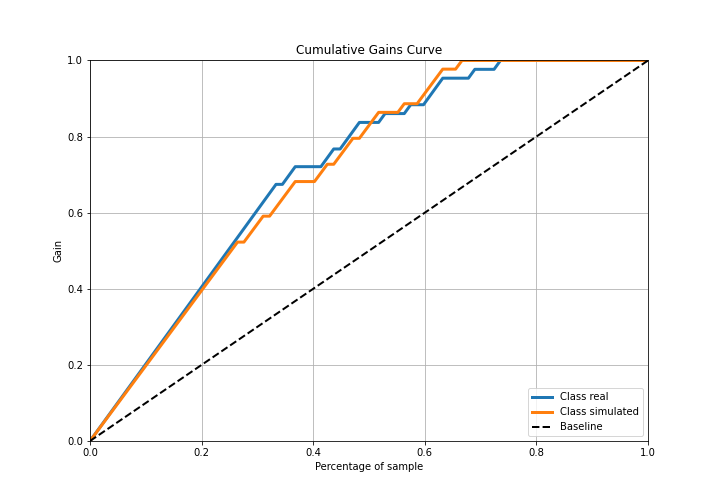 Cumulative Gains Curve
1.0
0.8
0.6
0.4
0.2
0.0
Gain
0.0 0.2 0.4 0.6 0.8 1.0
Percentage of sample
Class real
Class simulated
Baseline